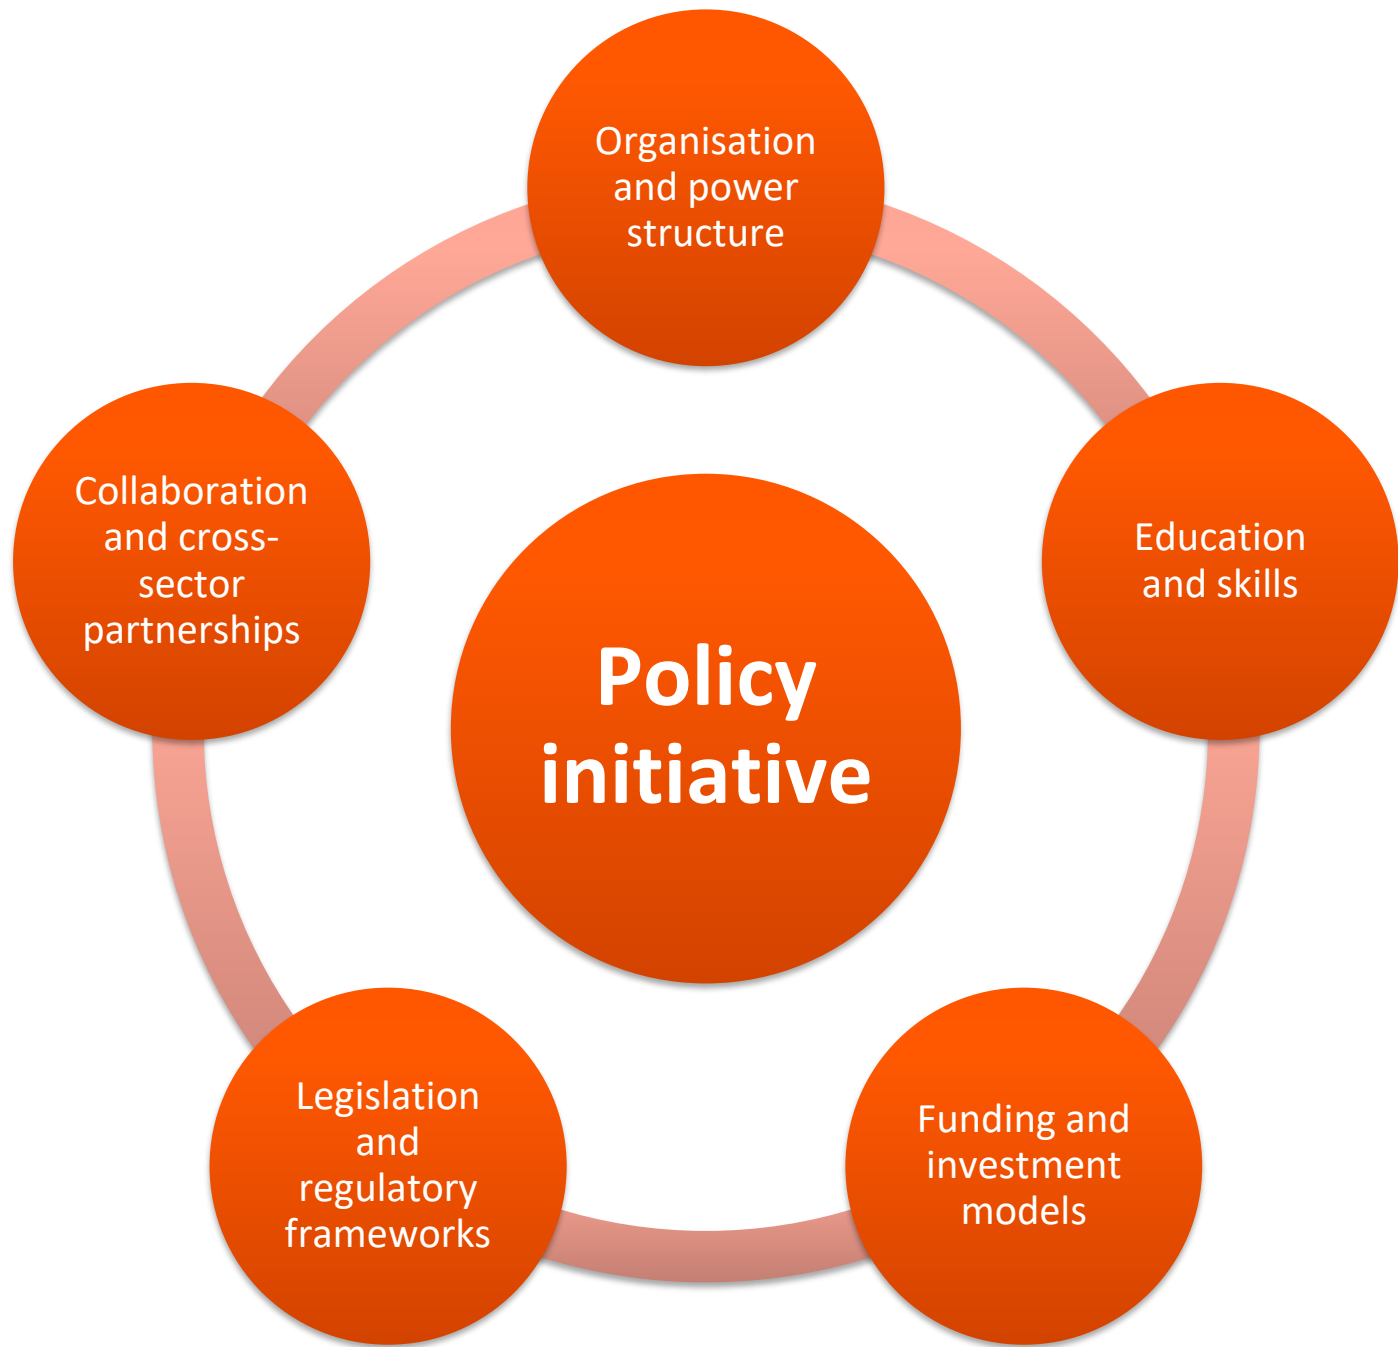 Organisation
and power
structure
Education
and skills
Funding and
investment
models
Legislation
and
regulatory
frameworks
Collaboration
and cross-
sector
partnerships
Policy
initiative